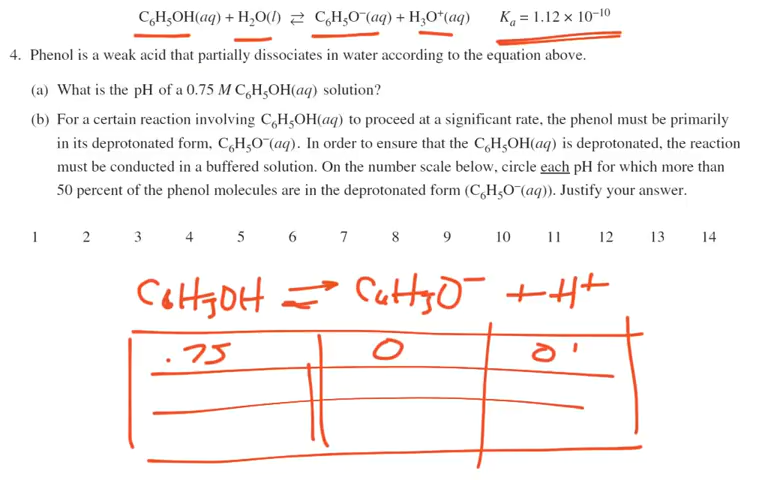 C₆H₅OH(aq) + H₂O(l) ⇄ C₆H₅O⁻(aq) + H₃O⁺(aq) Kₐ = 1.12 × 10⁻¹⁰
4. Phenol is a weak acid that partially dissociates in water according to the equation above.
(a) What is the pH of a 0.75 M C₆H₅OH(aq) solution?
(b) For a certain reaction involving C₆H₅OH(aq) to proceed at a significant rate, the phenol must be primarily
in its deprotonated form, C₆H₅O⁻(aq). In order to ensure that the C₆H₅OH(aq) is deprotonated, the reaction
must be conducted in a buffered solution. On the number scale below, circle each pH for which more than
50 percent of the phenol molecules are in the deprotonated form (C₆H₅O⁻(aq)). Justify your answer.
1 2 3 4 5 6 7 8 9 10 11 12 13 14
C₆H₅OH ⇌ C₆H₅O⁻ + H⁺
.75 0 0